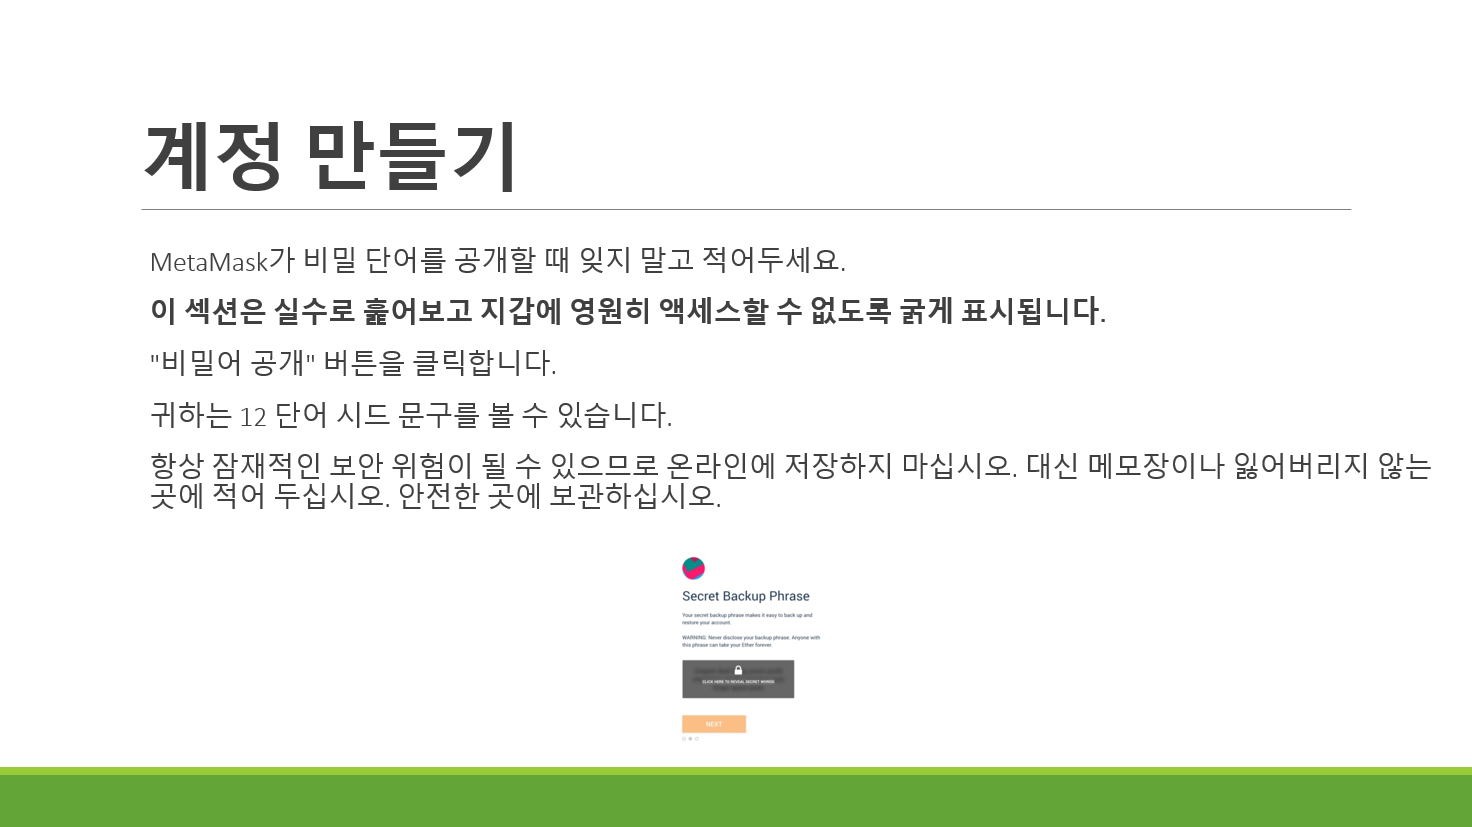 계정 만들기
MetaMask가 비밀 단어를 공개할 때 잊지 말고 적어두세요.
이 섹션은 실수로 훑어보고 지갑에 영원히 액세스할 수 없도록 굵게 표시됩니다.
"비밀어 공개" 버튼을 클릭합니다.
귀하는 12 단어 시드 문구를 볼 수 있습니다.
항상 잠재적인 보안 위험이 될 수 있으므로 온라인에 저장하지 마십시오. 대신 메모장이나 잃어버리지 않는
곳에 적어 두십시오. 안전한 곳에 보관하십시오.
Secret Backup Phrase
Your secret backup phrase makes it easy to back up and
restore your account.
WARNING: Never disclose your backup phrase. Anyone with
this phrase can take your Ether forever.
CLICK HERE TO REVEAL SECRET WORDS
NEXT